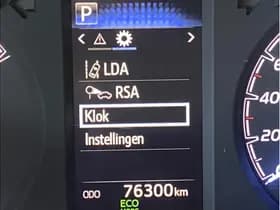 P
LDA
RSA
Klok
Instellingen
ODO 76300 km
ECO